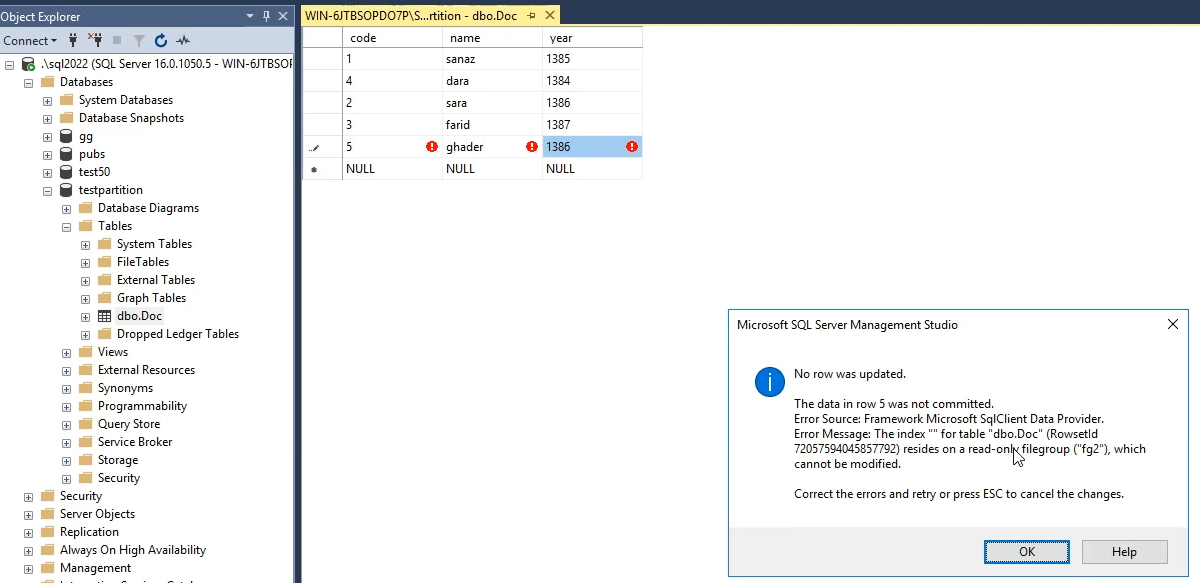 Object Explorer
Connect
.\sql2022 (SQL Server 16.0.1050.5 - WIN-6JTBSOP
Databases
System Databases
Database Snapshots
gg
pubs
test50
testpartition
Database Diagrams
Tables
System Tables
FileTables
External Tables
Graph Tables
dbo.Doc
Dropped Ledger Tables
Views
External Resources
Synonyms
Programmability
Query Store
Service Broker
Storage
Security
Security
Server Objects
Replication
Always On High Availability
Management
WIN-6JTBSOPDO7P\S...rtition - dbo.Doc
code name year
1 sanaz 1385
4 dara 1384
2 sara 1386
3 farid 1387
5 ghader 1386
NULL NULL NULL
Microsoft SQL Server Management Studio
No row was updated.
The data in row 5 was not committed.
Error Source: Framework Microsoft SqlClient Data Provider.
Error Message: The index "" for table "dbo.Doc" (RowsetId
72057594045857792) resides on a read-only filegroup ("fg2"), which
cannot be modified.
Correct the errors and retry or press ESC to cancel the changes.
OK Help